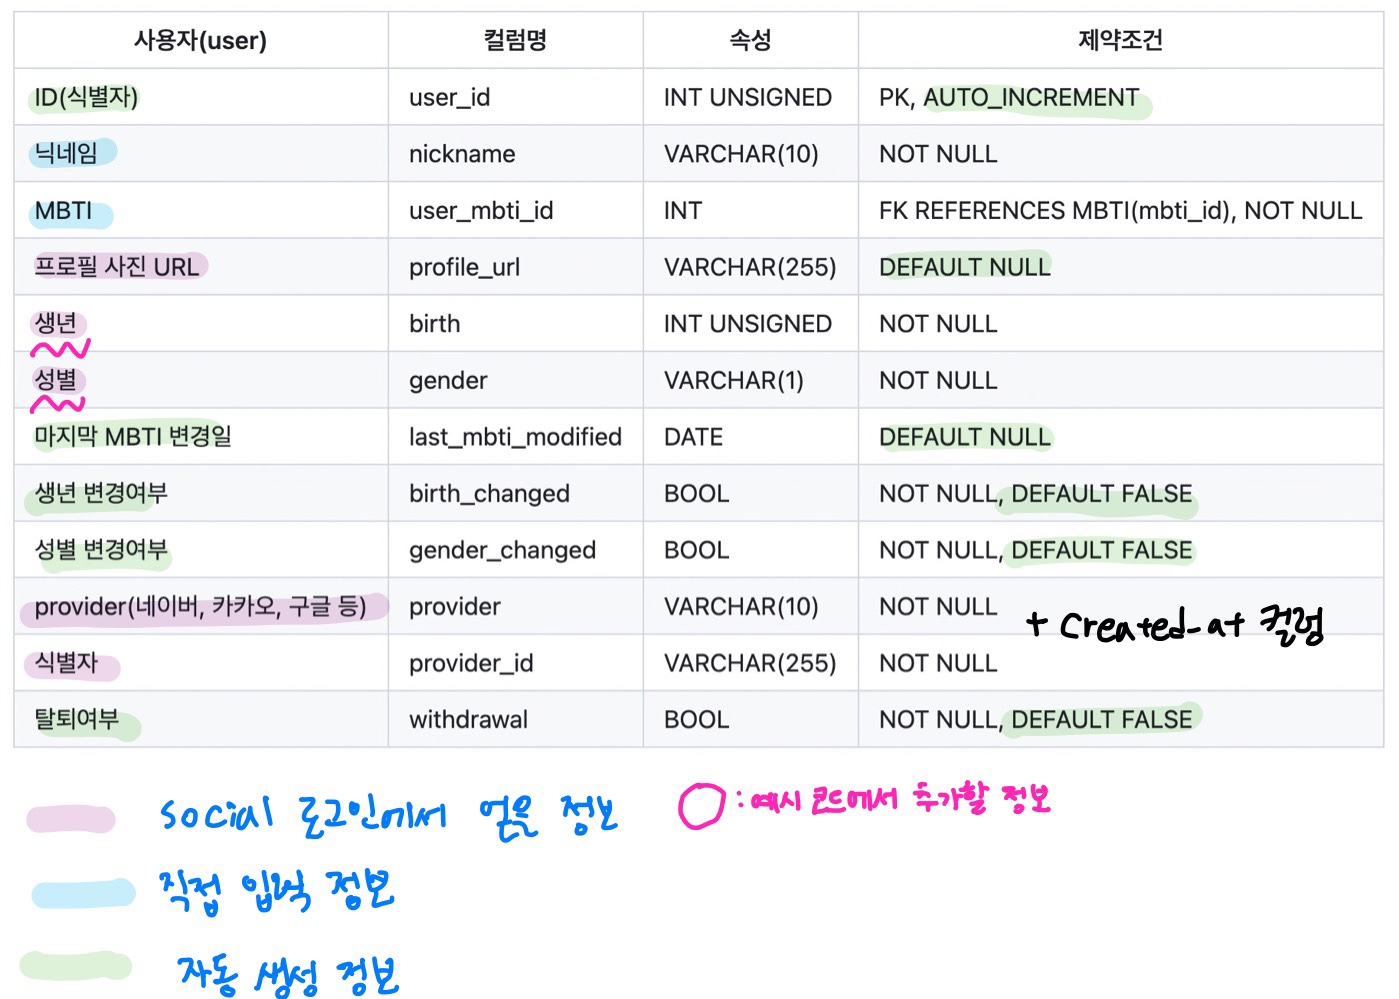 사용자(user) 컬럼명 속성 제약조건
ID(식별자) user_id INT UNSIGNED PK, AUTO_INCREMENT
닉네임 nickname VARCHAR(10) NOT NULL
MBTI user_mbti_id INT FK REFERENCES MBTI(mbti_id), NOT NULL
프로필 사진 URL profile_url VARCHAR(255) DEFAULT NULL
생년 birth INT UNSIGNED NOT NULL
성별 gender VARCHAR(1) NOT NULL
마지막 MBTI 변경일 last_mbti_modified DATE DEFAULT NULL
생년 변경여부 birth_changed BOOL NOT NULL, DEFAULT FALSE
성별 변경여부 gender_changed BOOL NOT NULL, DEFAULT FALSE
provider(네이버, 카카오, 구글 등) provider VARCHAR(10) NOT NULL
+ created_at 컬럼
식별자 provider_id VARCHAR(255) NOT NULL
탈퇴여부 withdrawal BOOL NOT NULL, DEFAULT FALSE
social 로그인에서 얻을 정보
: 예시 코드에서 추가할 정보
직접 입력 정보
자동 생성 정보